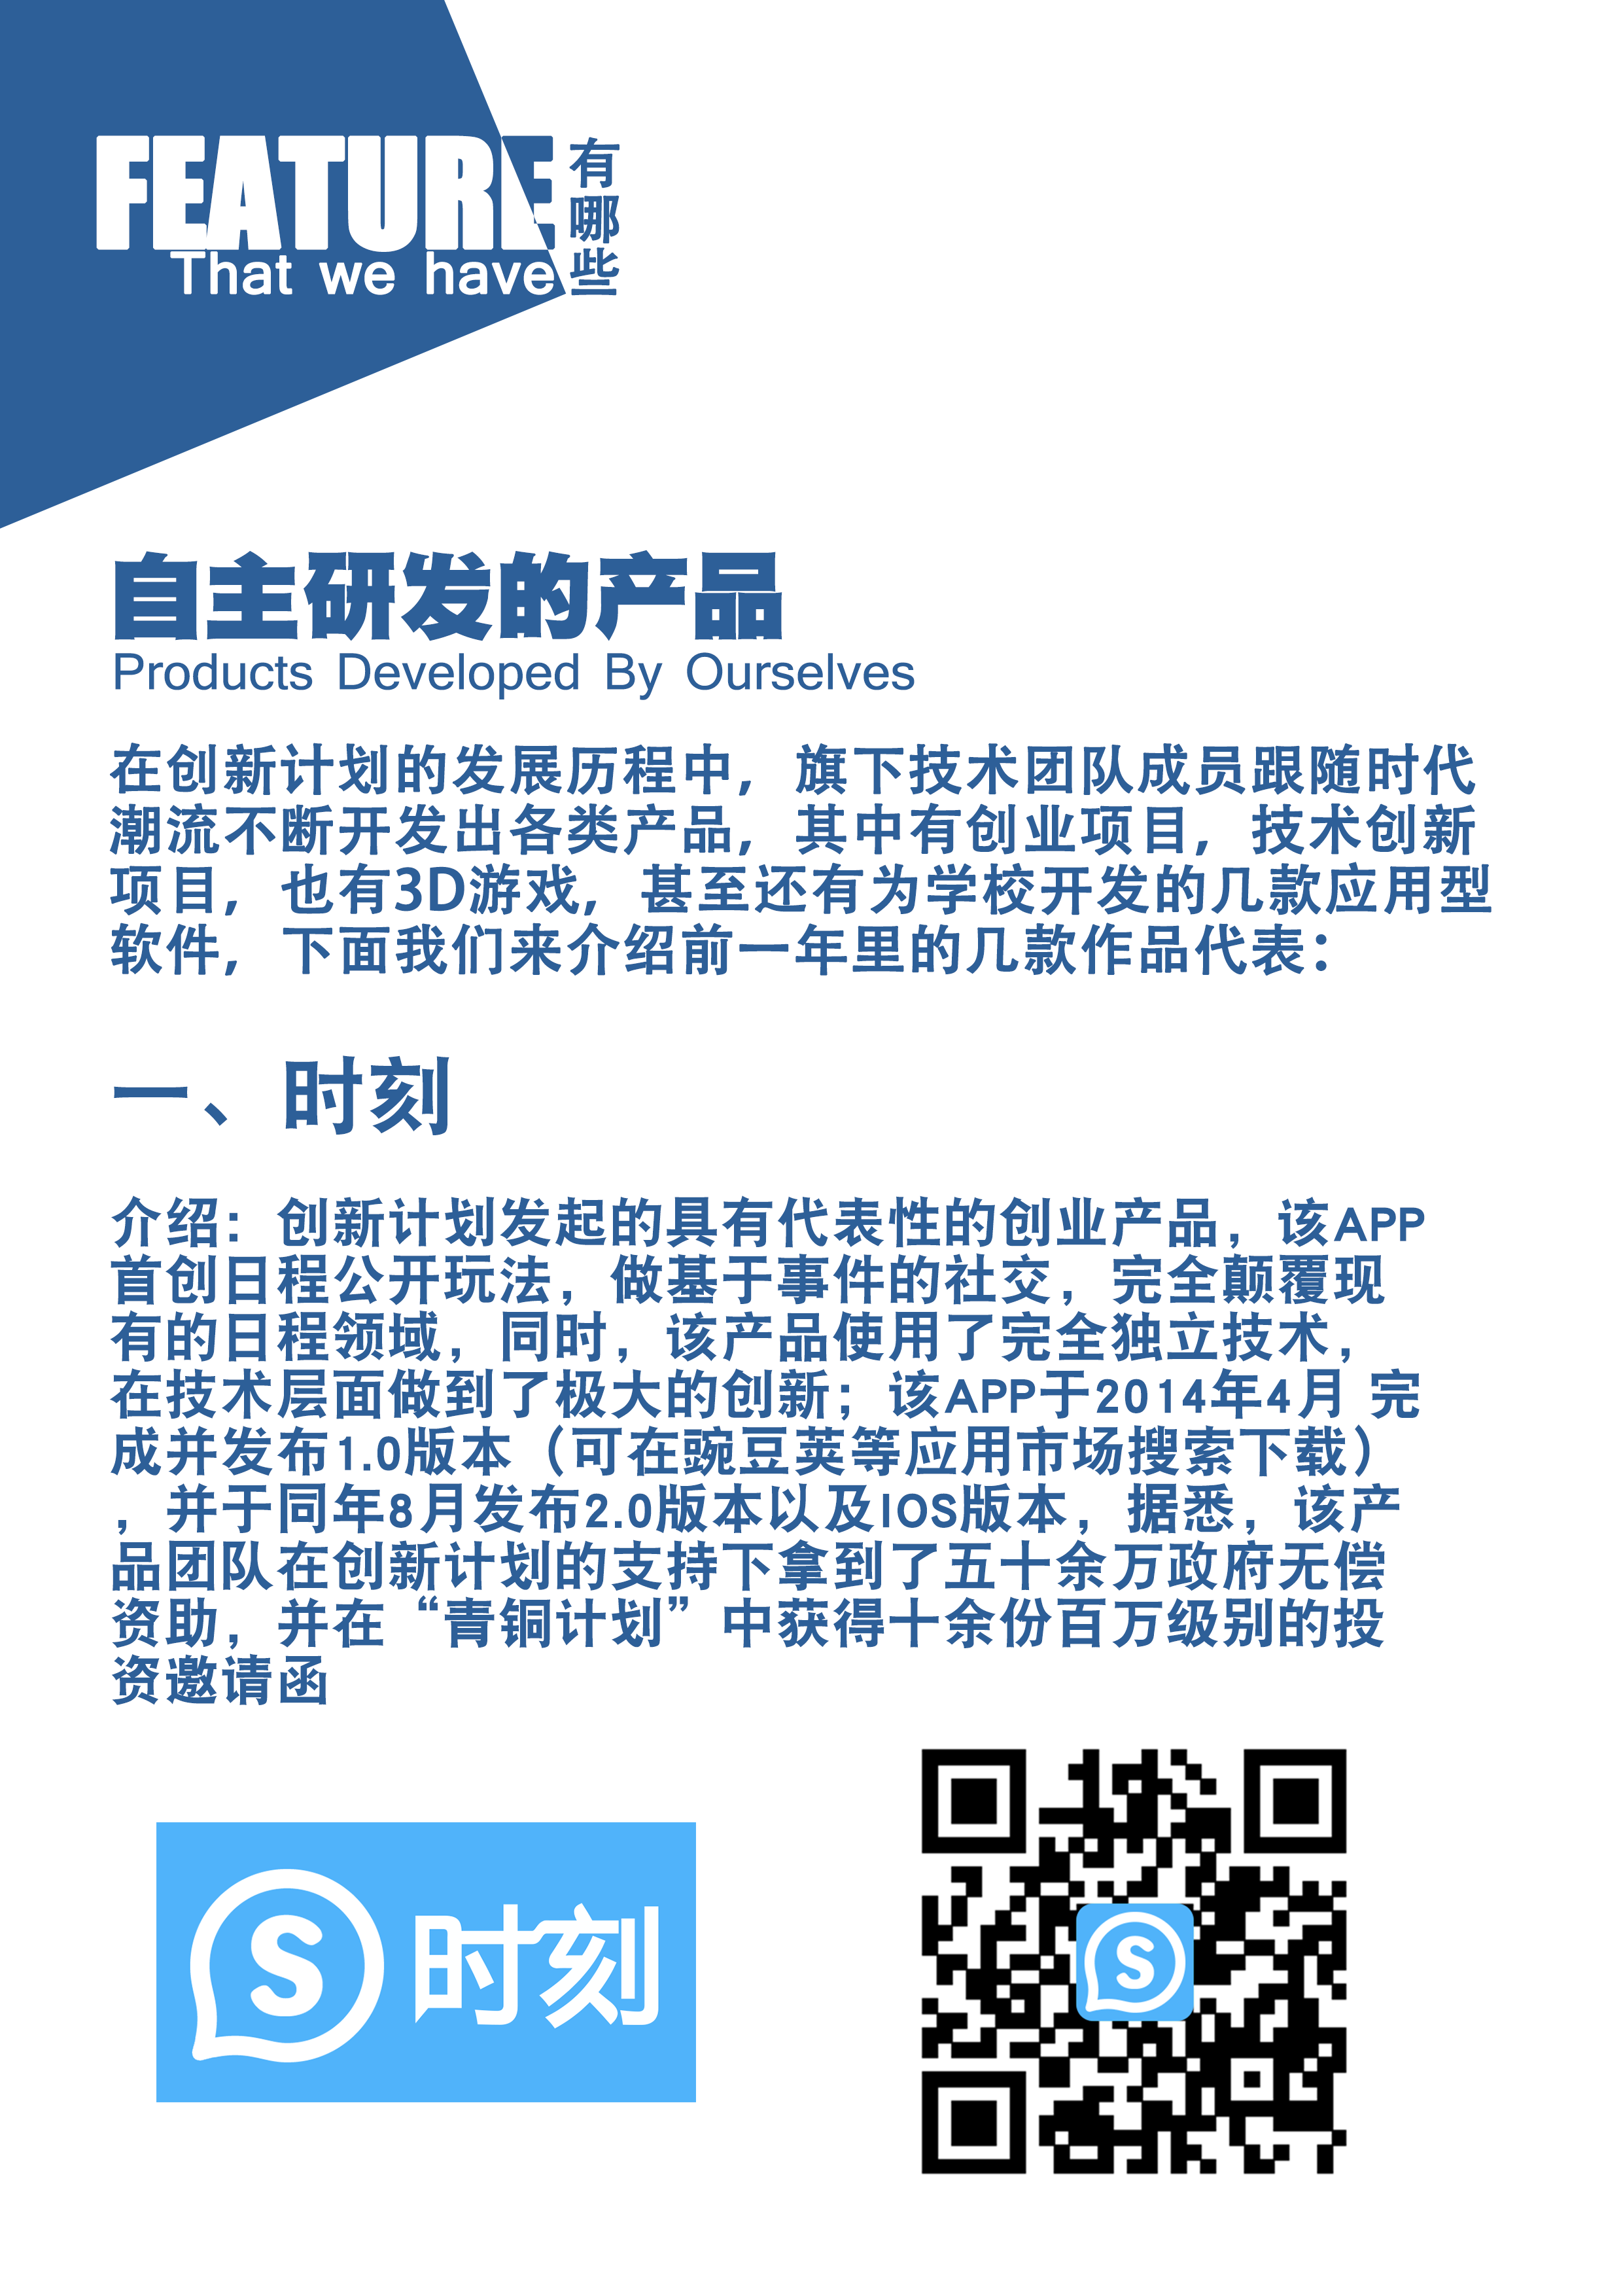 FEATURE
That we have
有哪些
自主研发的产品
Products Developed By Ourselves
在创新计划的发展历程中，旗下技术团队成员跟随时代
潮流不断开发出各类产品，其中有创业项目，技术创新
项目，也有3D游戏，甚至还有为学校开发的几款应用型
软件，下面我们来介绍前一年里的几款作品代表：
一、时刻
介绍：创新计划发起的具有代表性的创业产品，该APP
首创日程公开玩法，做基于事件的社交，完全颠覆现
有的日程领域，同时，该产品使用了完全独立技术，
在技术层面做到了极大的创新；该APP于2014年4月 完
成并发布1.0版本（可在豌豆荚等应用市场搜索下载）
，并于同年8月发布2.0版本以及IOS版本，据悉，该产
品团队在创新计划的支持下拿到了五十余万政府无偿
资助，并在“青铜计划”中获得十余份百万级别的投
资邀请函
S 时刻
S